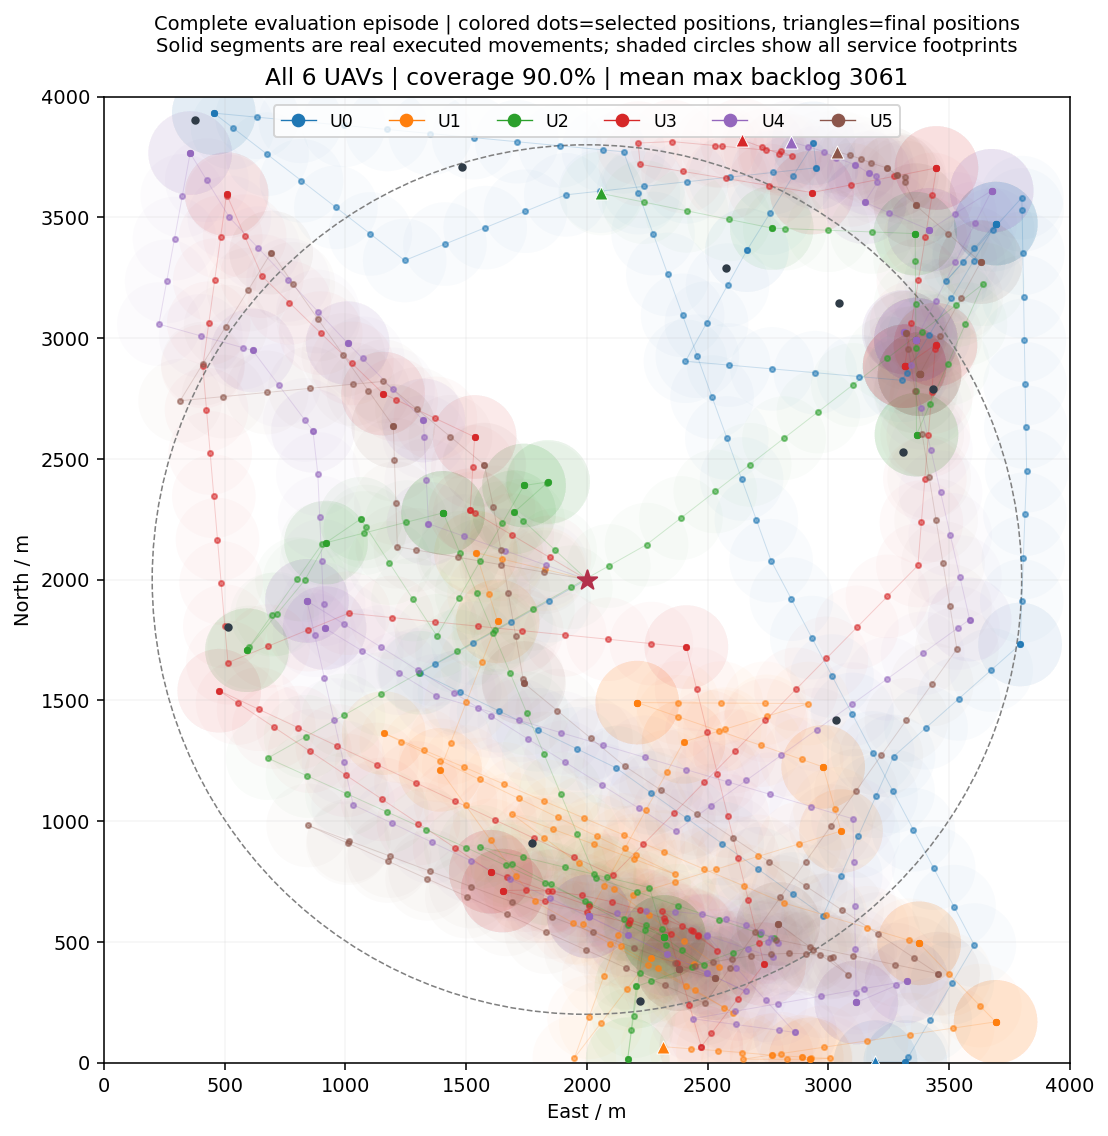 Complete evaluation episode | colored dots=selected positions, triangles=final positions
Solid segments are real executed movements; shaded circles show all service footprints
All 6 UAVs | coverage 90.0% | mean max backlog 3061
U0 U1 U2 U3 U4 U5
4000
3500
3000
2500
2000
1500
1000
500
0
North / m
0 500 1000 1500 2000 2500 3000 3500 4000
East / m